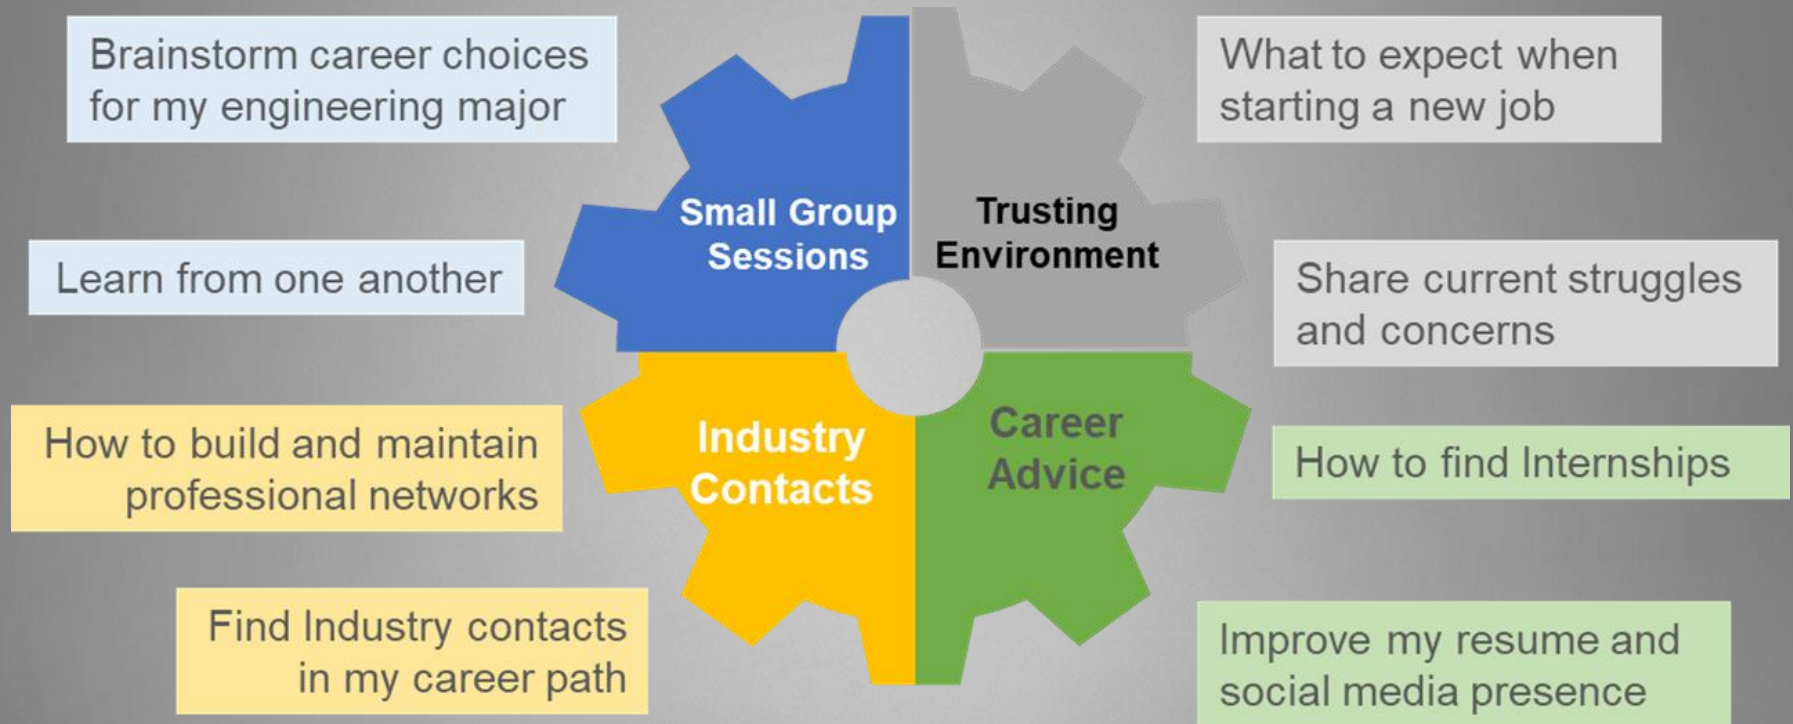 Brainstorm career choices
for my engineering major
What to expect when
starting a new job
Small Group
Sessions
Trusting
Environment
Learn from one another
Share current struggles
and concerns
How to build and maintain
professional networks
Industry
Contacts
Career
Advice
How to find Internships
Find Industry contacts
in my career path
Improve my resume and
social media presence